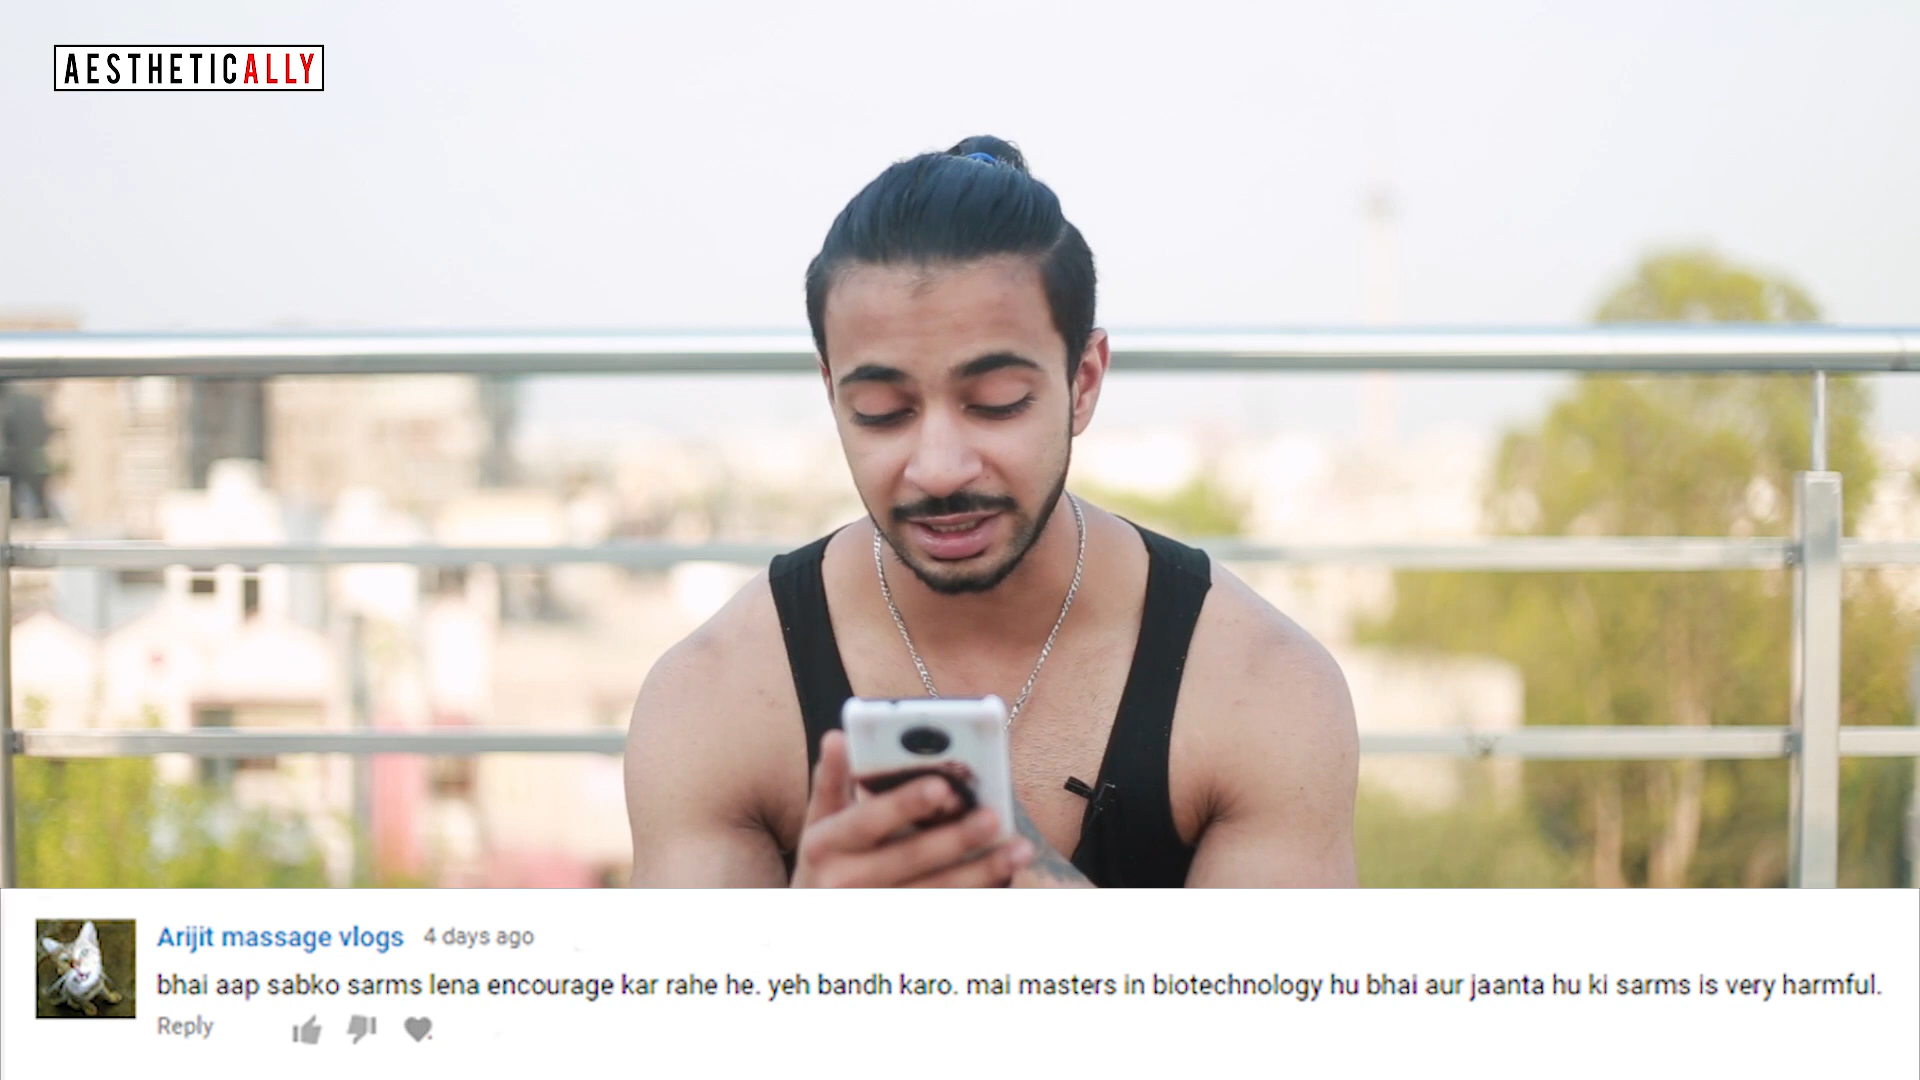 AESTHETICALLY
Arijit massage vlogs 4 days ago
bhai aap sabko sarms lena encourage kar rahe he. yeh bandh karo. mai masters in biotechnology hu bhai aur jaanta hu ki sarms is very harmful.
Reply